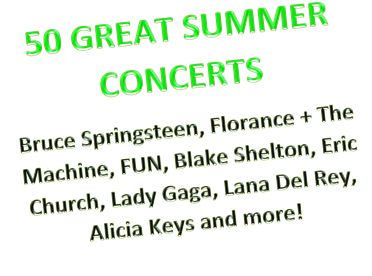 50 GREAT SUMMER
CONCERTS
Bruce Springsteen, Florance + The
Machine, FUN, Blake Shelton, Eric
Church, Lady Gaga, Lana Del Rey,
Alicia Keys and more!